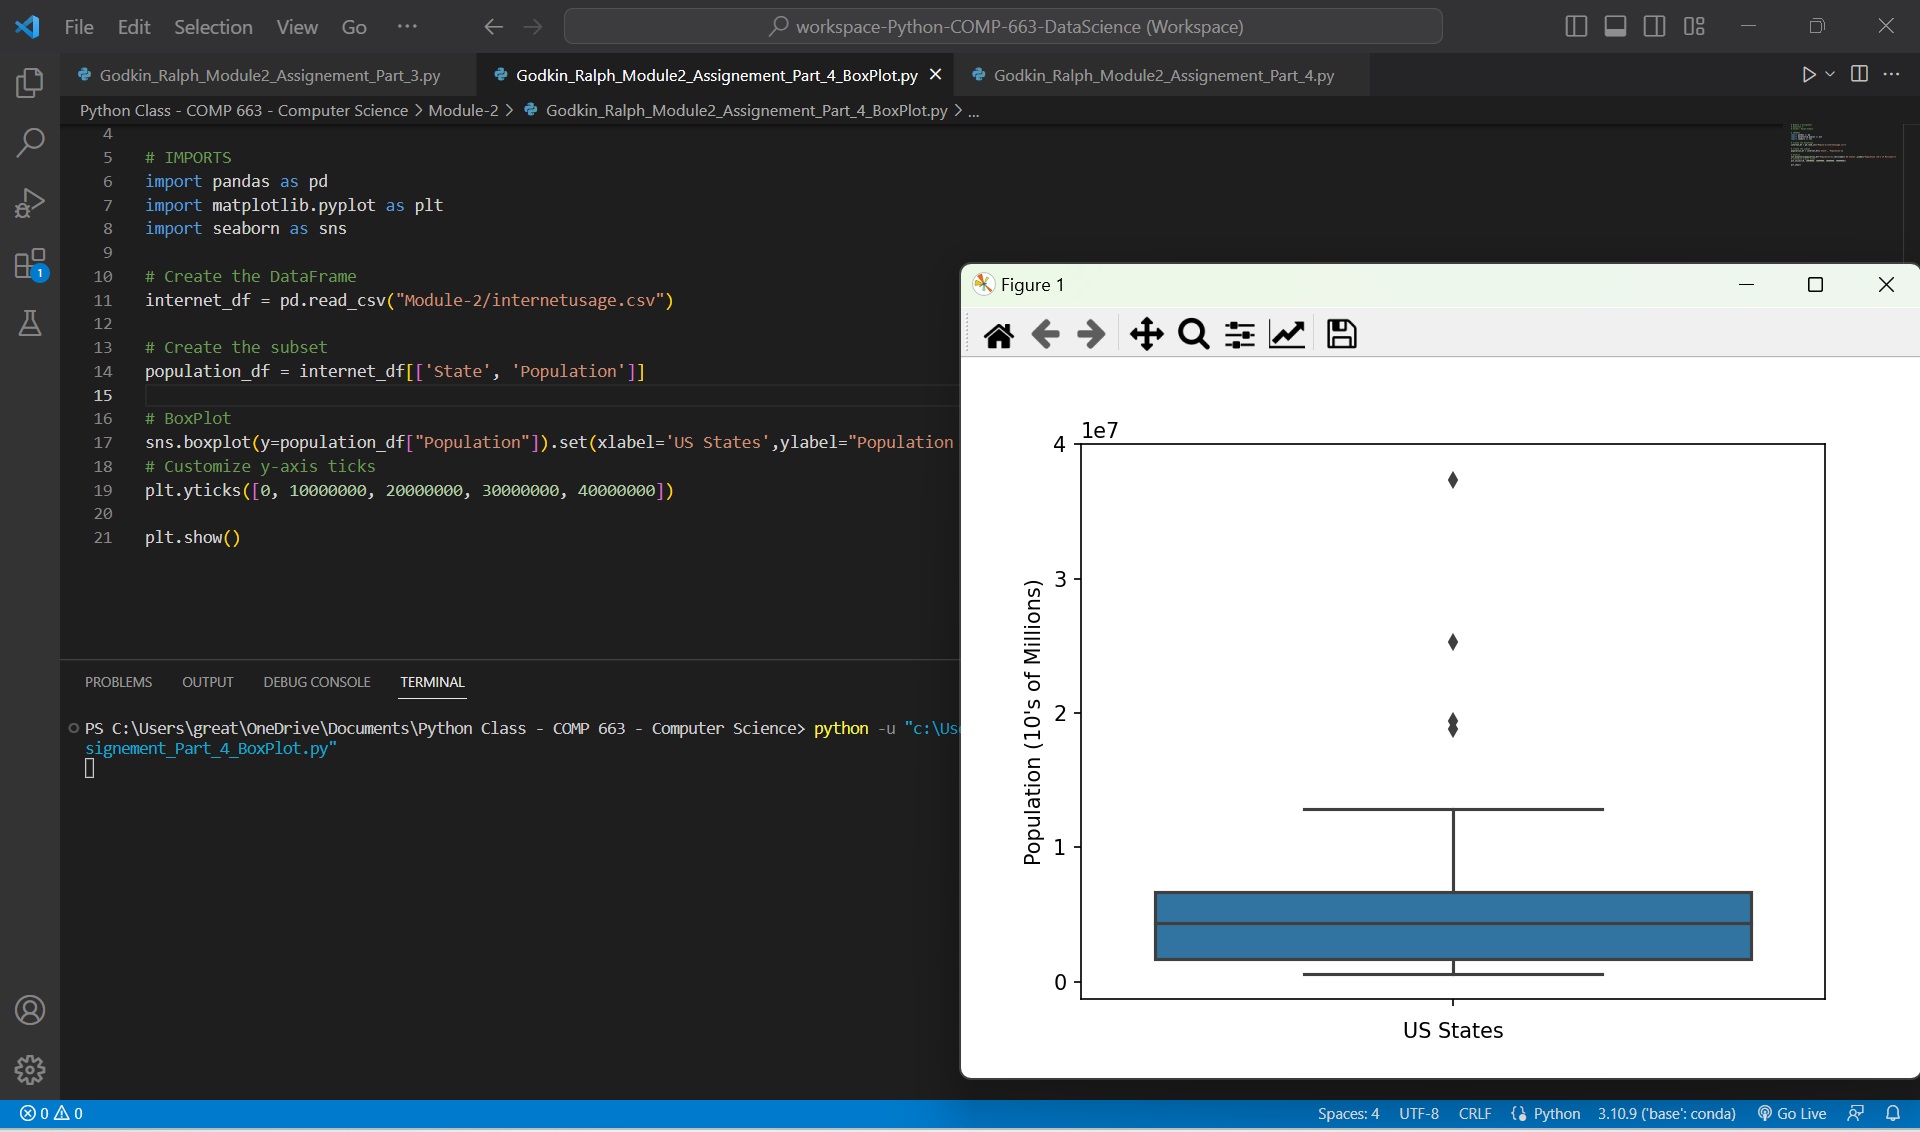 File Edit Selection View Go ···
workspace-Python-COMP-663-DataScience (Workspace)
Godkin_Ralph_Module2_Assignement_Part_3.py
Godkin_Ralph_Module2_Assignement_Part_4_BoxPlot.py
Godkin_Ralph_Module2_Assignement_Part_4.py
Python Class - COMP 663 - Computer Science > Module-2 > Godkin_Ralph_Module2_Assignement_Part_4_BoxPlot.py > ...
4
5 # IMPORTS
6 import pandas as pd
7 import matplotlib.pyplot as plt
8 import seaborn as sns
9
10 # Create the DataFrame
11 internet_df = pd.read_csv("Module-2/internetusage.csv")
12
13 # Create the subset
14 population_df = internet_df[['State', 'Population']]
15
16 # BoxPlot
17 sns.boxplot(y=population_df["Population"]).set(xlabel='US States',ylabel="Population
18 # Customize y-axis ticks
19 plt.yticks([0, 10000000, 20000000, 30000000, 40000000])
20
21 plt.show()
1
PROBLEMS OUTPUT DEBUG CONSOLE TERMINAL
PS C:\Users\great\OneDrive\Documents\Python Class - COMP 663 - Computer Science> python -u "c:\Us
signement_Part_4_BoxPlot.py"
Figure 1
1e7
4
3
2
1
0
Population (10's of Millions)
US States
0 0
Spaces: 4 UTF-8 CRLF Python 3.10.9 ('base': conda) Go Live